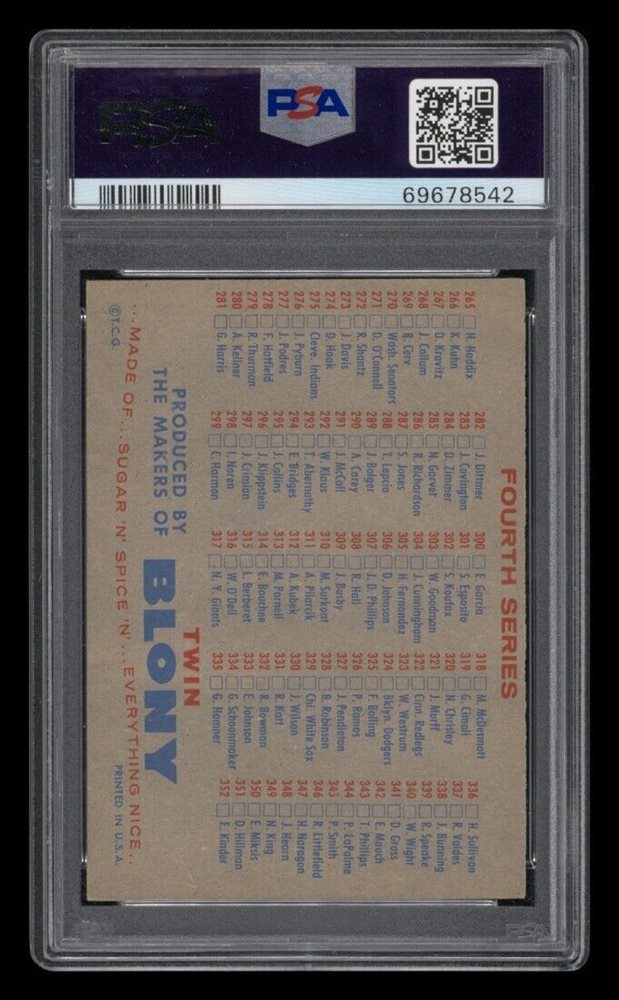 PSA
69678542
FOURTH SERIES
265 H. Haddix
266 K. Kuhn
267 D. Kravitz
268 J. Collum
269 R. Cerv
270 Wash. Senators
271 D. O'Connell
272 R. Shantz
273 J. Davis
274 D. Hoak
275 Cleve. Indians
276 J. Pyburn
277 J. Podres
278 F. Hatfield
279 R. Thurman
280 A. Kellner
281 G. Harris
282 J. Dittmer
283 J. Covington
284 D. Zimmer
285 N. Garver
286 R. Richardson
287 S. Jones
288 T. Lepcio
289 J. Bolger
290 A. Carey
291 J. McCall
292 W. Klaus
293 T. Abernathy
294 E. Bridges
295 J. Collins
296 J. Klippstein
297 J. Crimian
298 I. Noren
299 C. Harmon
300 E. Garcia
301 S. Esposito
302 S. Koufax
303 W. Goodman
304 J. Cunningham
305 H. Fernandez
306 D. Johnson
307 J. D. Phillips
308 R. Hall
309 J. Busby
310 M. Surkont
311 A. Pilarcik
312 A. Kubek
313 M. Parnell
314 E. Bouchee
315 L. Berberet
316 W. O'Dell
317 N. Y. Giants
318 M. McDermott
319 G. Cimoli
320 N. Chrisley
321 J. Murff
322 Cinn. Redlegs
323 W. Westrum
324 Bklyn. Dodgers
325 F. Bolling
326 P. Ramos
327 J. Pendleton
328 B. Robinson
329 Chi. White Sox
330 J. Wilson
331 R. Katt
332 R. Bowman
333 E. Johnson
334 G. Schoonmaker
335 G. Hamner
336 H. Sullivan
337 R. Valdes
338 J. Bunning
339 R. Speake
340 W. Wight
341 D. Gross
342 E. Mauch
343 T. Phillips
344 P. LaPalme
345 P. Smith
346 R. Littlefield
347 H. Naragon
348 J. Hearn
349 N. King
350 E. Miksis
351 D. Hillman
352 E. Kinder
PRODUCED BY
THE MAKERS OF
TWIN
BLONY
...MADE OF...SUGAR 'N' SPICE 'N'...EVERYTHING NICE...
©T.C.G.
PRINTED IN U.S.A.
PSA